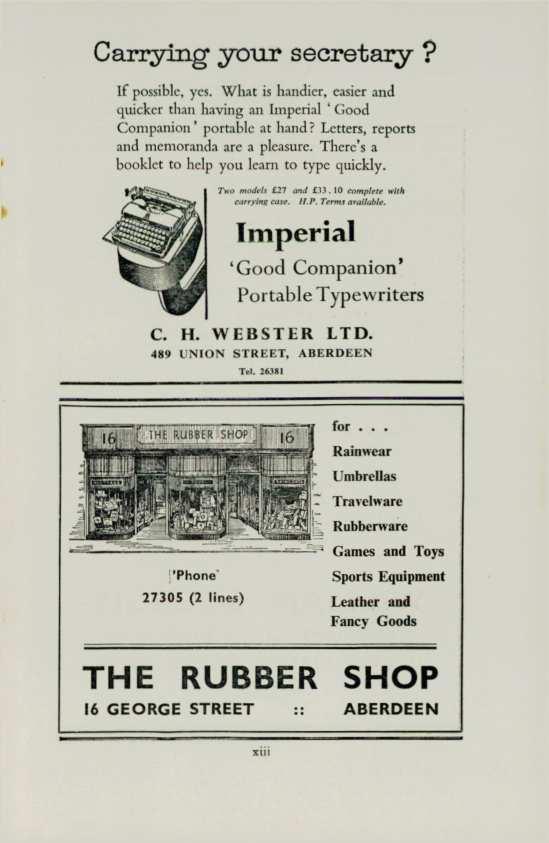 Carrying your secretary ?
If possible, yes. What is handier, easier and
quicker than having an Imperial ‘ Good
Companion ’ portable at hand? Letters, reports
and memoranda are a pleasure. There's a
booklet to help you learn to type quickly.
Two models £27 and £33.10 complete with
carrying case. H.P. Terms available.
Imperial
‘Good Companion’
Portable Typewriters
C. H. WEBSTER LTD.
489 UNION STREET, ABERDEEN
Tel. 26381
16 THE RUBBER SHOP 16
for . . .
Rainwear
Umbrellas
Travelware
Rubberware
Games and Toys
Sports Equipment
Leather and
Fancy Goods
'Phone
27305 (2 lines)
THE RUBBER SHOP
16 GEORGE STREET :: ABERDEEN
xiii